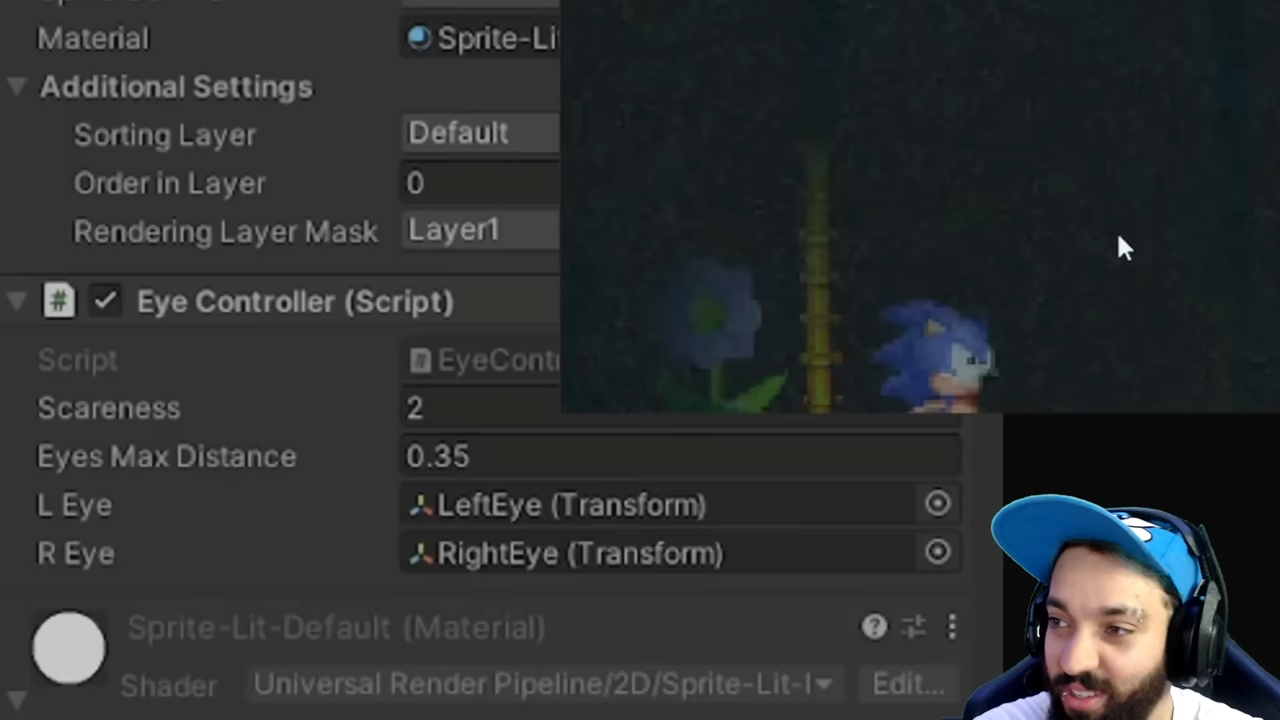 Material
Sprite-Li
Additional Settings
Sorting Layer
Default
Order in Layer
0
Rendering Layer Mask
Layer1
Eye Controller (Script)
Script
EyeContr
Scareness
2
Eyes Max Distance
0.35
L Eye
LeftEye (Transform)
R Eye
RightEye (Transform)
Sprite-Lit-Default (Material)
Shader
Universal Render Pipeline/2D/Sprite-Lit-
Edit...